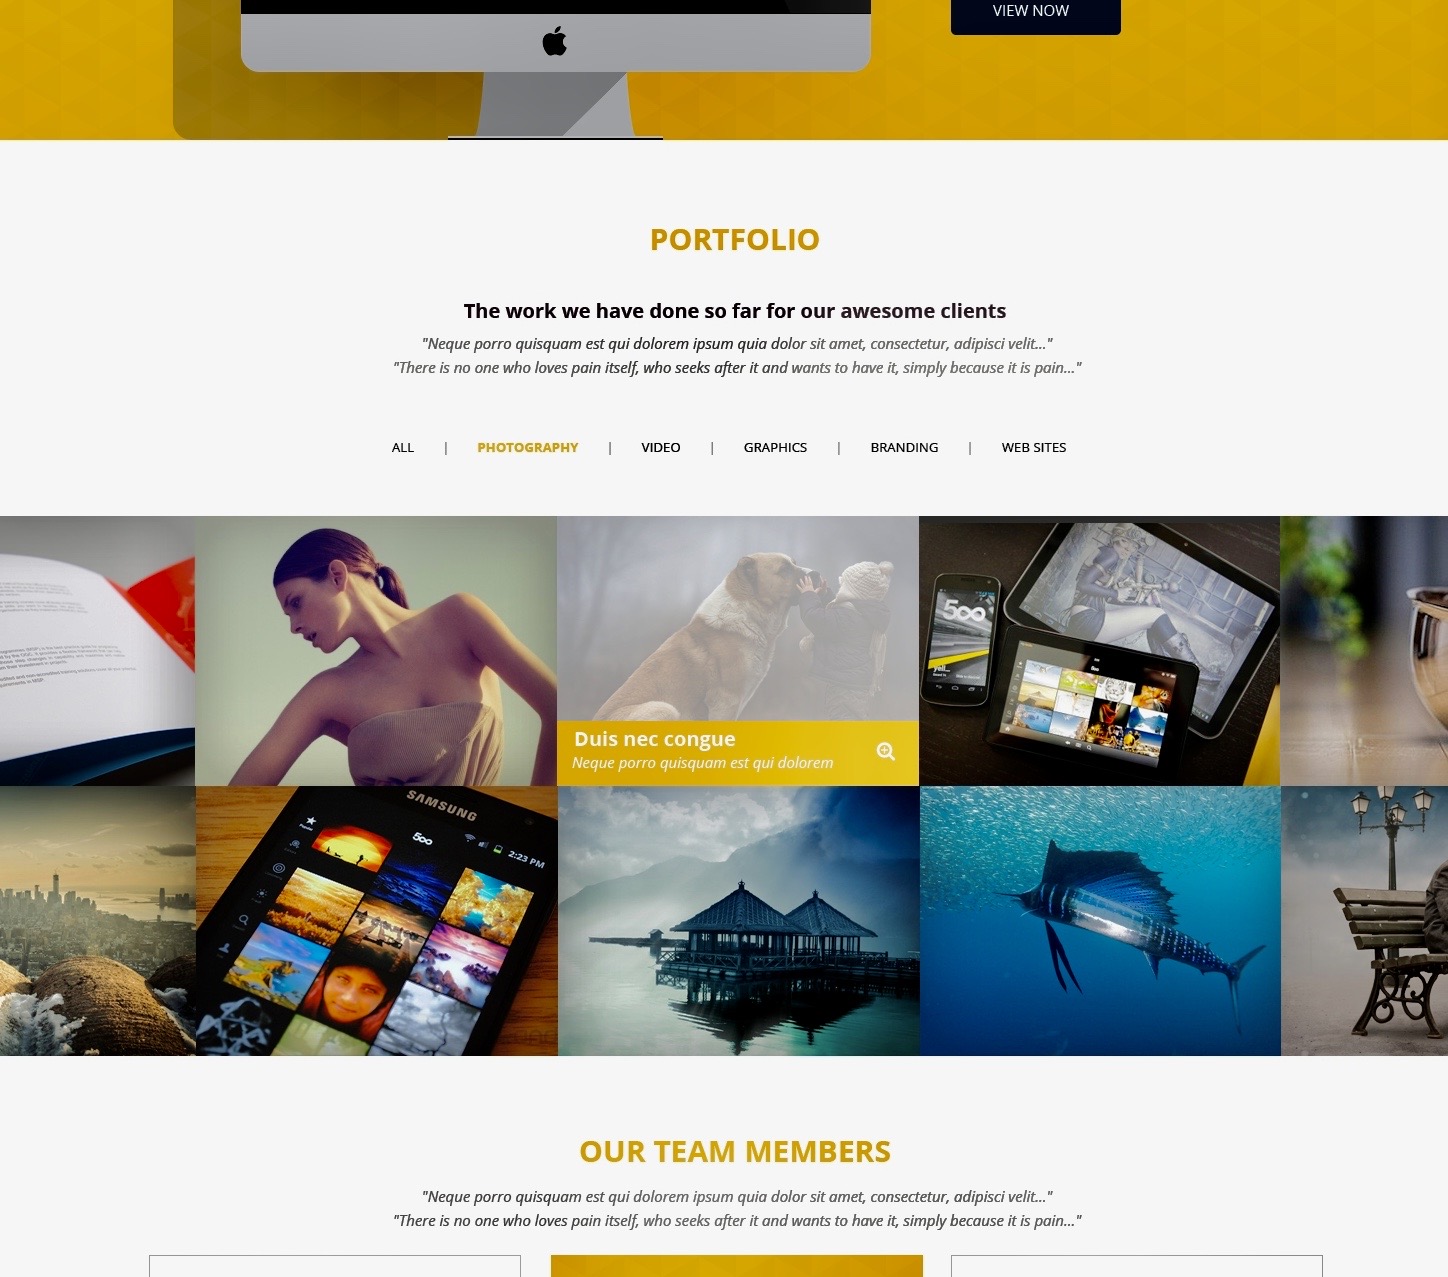 VIEW NOW
PORTFOLIO
The work we have done so far for our awesome clients
"Neque porro quisquam est qui dolorem ipsum quia dolor sit amet, consectetur, adipisci velit..."
"There is no one who loves pain itself, who seeks after it and wants to have it, simply because it is pain..."
ALL | PHOTOGRAPHY | VIDEO | GRAPHICS | BRANDING | WEB SITES
500
Duis nec congue
Neque porro quisquam est qui dolorem
SAMSUNG
500
2:23 PM
Popular
OUR TEAM MEMBERS
"Neque porro quisquam est qui dolorem ipsum quia dolor sit amet, consectetur, adipisci velit..."
"There is no one who loves pain itself, who seeks after it and wants to have it, simply because it is pain..."